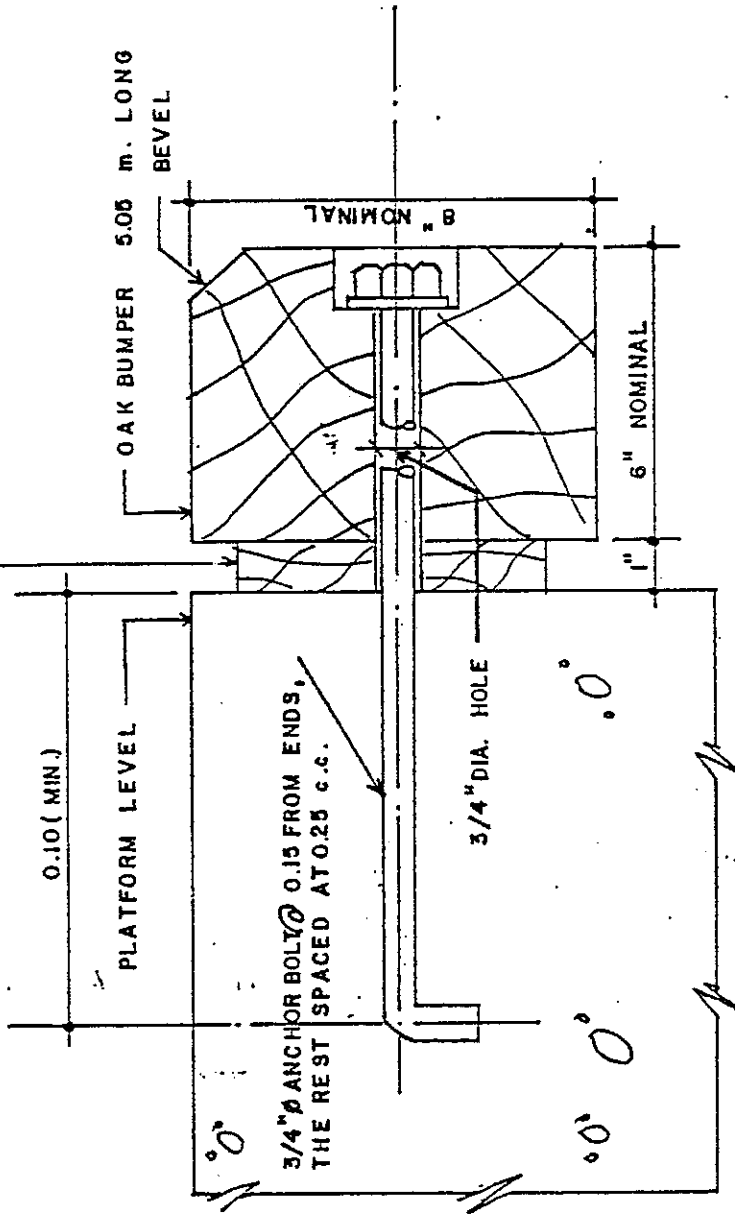 OAK BUMPER 5.05 m. LONG
BEVEL
8" NOMINAL
6" NOMINAL
1"
0.10 (MIN.)
PLATFORM LEVEL
3/4"Ø ANCHOR BOLT @ 0.15 FROM ENDS,
THE REST SPACED AT 0.25 c.c.
3/4" DIA. HOLE